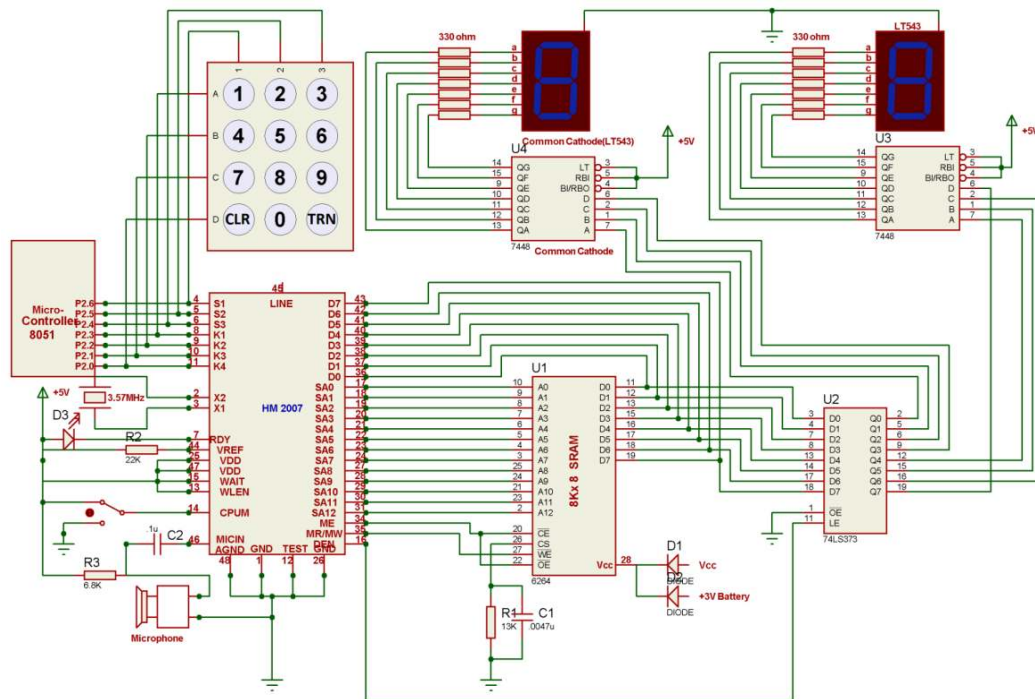 330 ohm
a
b
c
d
e
f
g
Common Cathode(LT543)
+5V
330 ohm
LT543
a
b
c
d
e
f
g
+5V
1 2 3
A 1 2 3
B 4 5 6
C 7 8 9
D CLR 0 TRN
U4
14 QG LT 3
15 QF RBI 5
9 QE BI/RBO 4
10 QD D 6
11 QC C 2
12 QB B 1
13 QA A 7
7448
Common Cathode
U3
14 QG LT 3
15 QF RBI 5
9 QE BI/RBO 4
10 QD D 6
11 QC C 2
12 QB B 1
13 QA A 7
7448
Micro-
Controller
8051
P2.6
P2.5
P2.4
P2.3
P2.2
P2.1
P2.0
3.57MHz
+5V
D3
R2
22K
45
LINE
HM 2007
4 S1
5 S2
6 S3
8 K1
9 K2
10 K3
11 K4
2 X2
3 X1
7 RDY
44 VREF
VDD
47 VDD
15 WAIT
13 WLEN
14 CPUM
46 MICIN
AGND GND TEST GND
48 1 12 26
D7 43
D6 42
D5 41
D4 40
D3 39
D2 38
D1 37
D0 36
SA0 17
SA1 18
SA2 19
SA3 20
SA4 21
SA5 22
SA6 23
SA7 24
SA8 27
SA9 28
SA10 29
SA11 30
SA12 31
ME 34
MR/MW 35
DEN 16
.1u
C2
R3
6.8K
Microphone
U1
8Kx 8 SRAM
10 A0 D0 11
9 A1 D1 12
8 A2 D2 13
7 A3 D3 15
6 A4 D4 16
5 A5 D5 17
4 A6 D6 18
3 A7 D7 19
25 A8
24 A9
21 A10
23 A11
2 A12
20 CE
26 CS
27 WE
22 OE
Vcc 28
6264
R1
13K
C1
.0047u
D1
DIODE
Vcc
D2
DIODE
+3V Battery
U2
3 D0 Q0 2
4 D1 Q1 5
7 D2 Q2 6
8 D3 Q3 9
13 D4 Q4 12
14 D5 Q5 15
17 D6 Q6 16
18 D7 Q7 19
1 OE
11 LE
74LS373